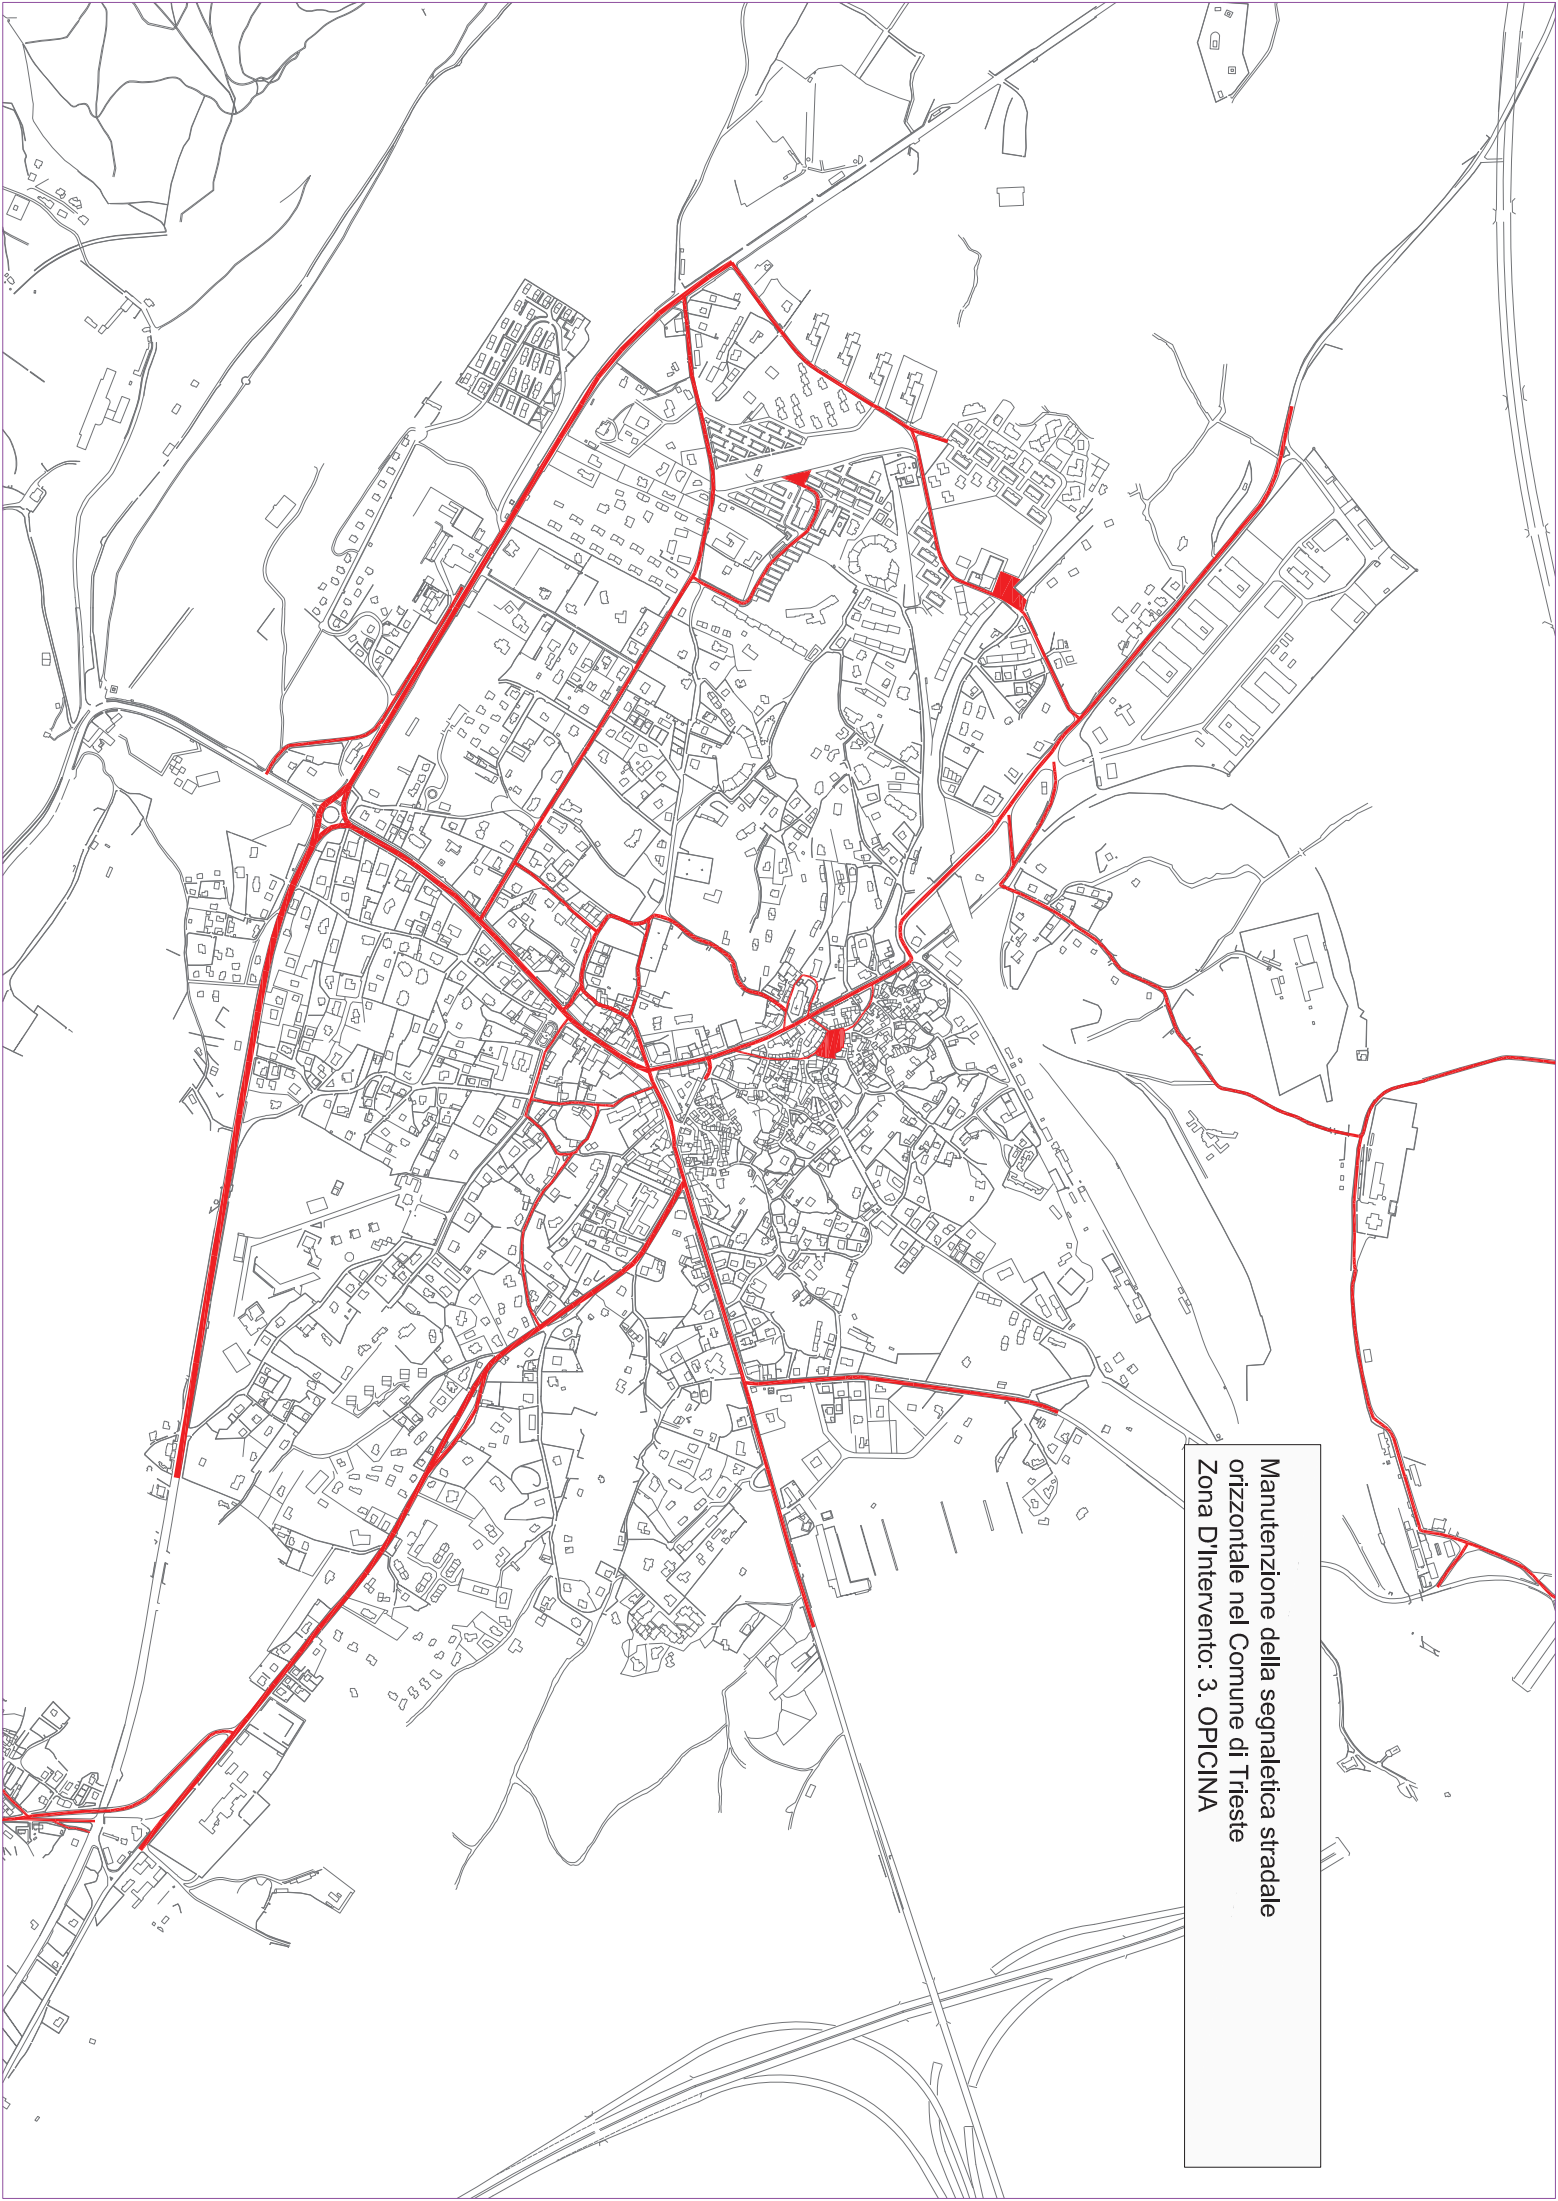 Manutenzione della segnaletica stradale
orizzontale nel Comune di Trieste
Zona D'Intervento: 3. OPICINA